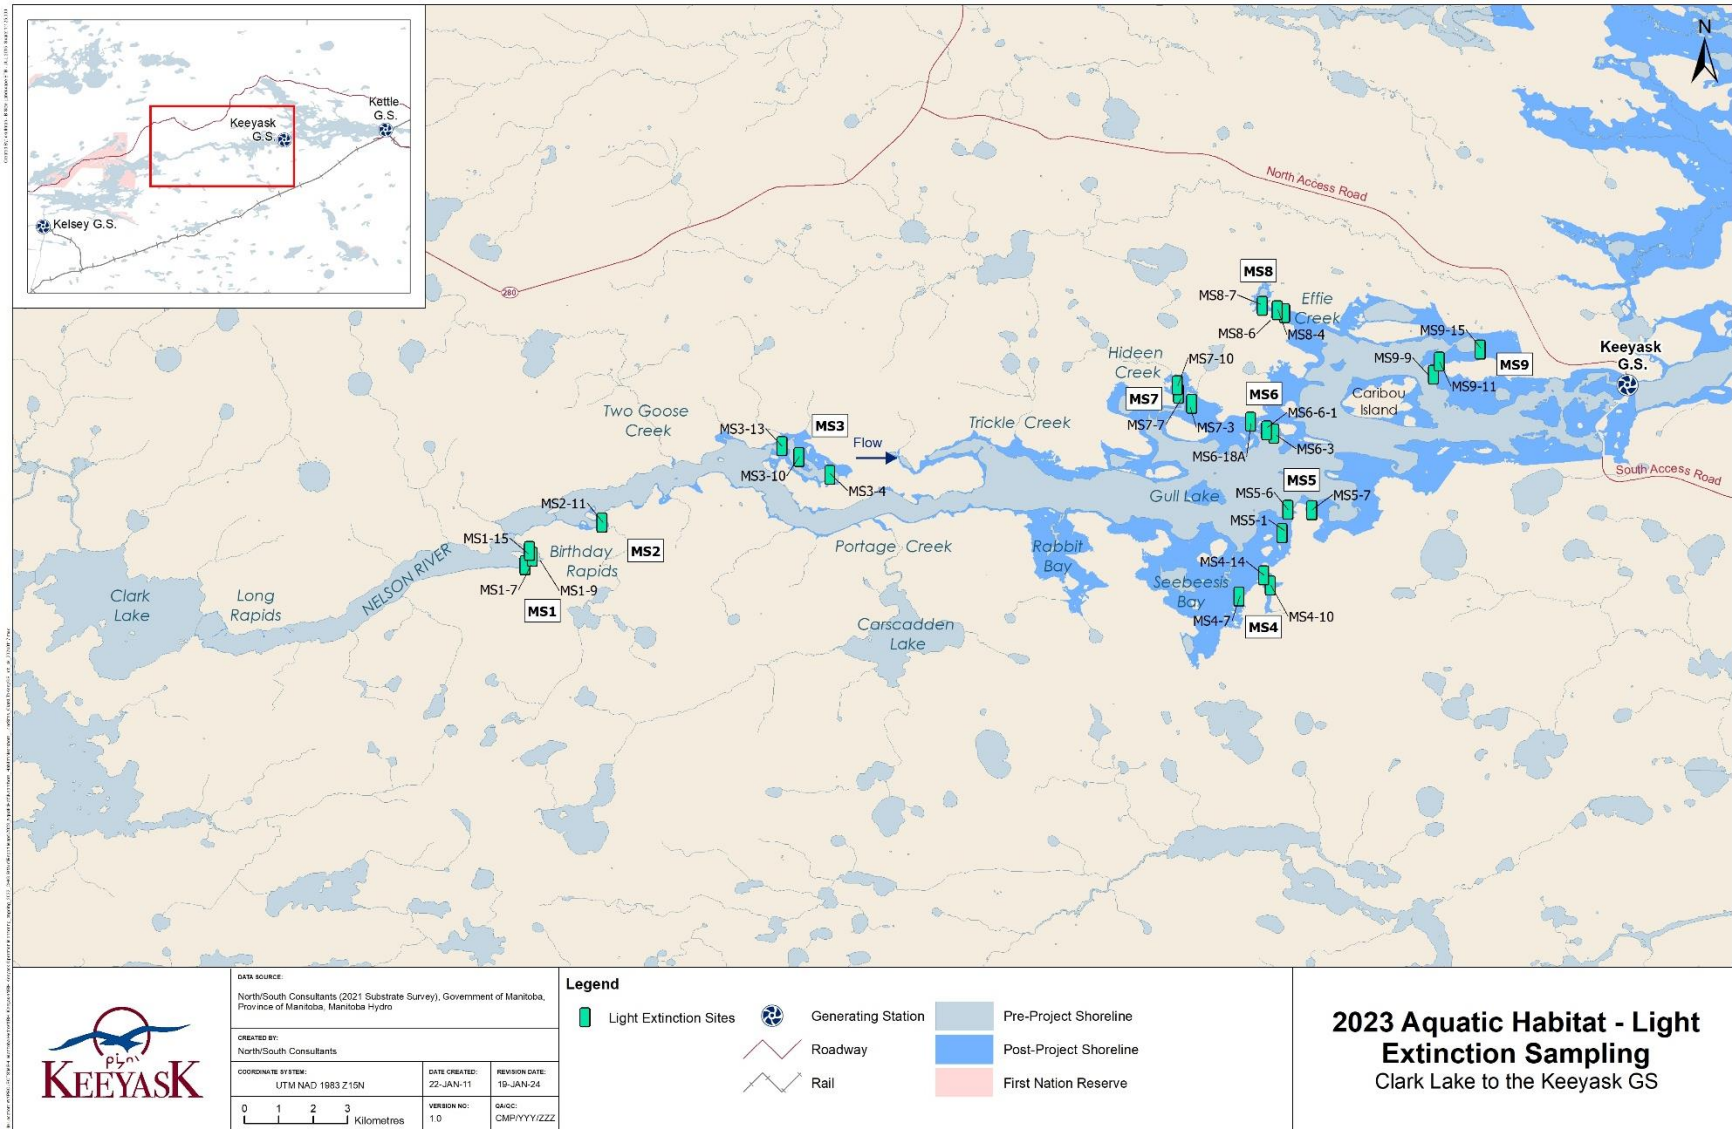 Kettle
G.S.
Keeyask
G.S.
Kelsey G.S.
N
North Access Road
280
MS8
MS8-7
Effie
Creek
MS8-6
MS8-4
MS9-15
MS9-9
MS9
MS9-11
Keeyask
G.S.
Hideen
Creek
MS7-10
MS7
MS7-7
MS7-3
MS6
MS6-6-1
MS6-3
MS6-18A
Caribou
Island
Two Goose
Creek
MS3-13
MS3
MS3-10
MS3-4
Flow
Trickle Creek
South Access Road
Gull Lake
MS5
MS5-6
MS5-7
MS5-1
MS2-11
MS2
MS1-15
Birthday
Rapids
MS1-7
MS1-9
MS1
NELSON RIVER
Portage Creek
Rabbit
Bay
MS4-14
Seebeesis
Bay
MS4-7
MS4-10
MS4
Clark
Lake
Long
Rapids
Carscadden
Lake
KEEYASK
DATA SOURCE:
North/South Consultants (2021 Substrate Survey), Government of Manitoba,
Province of Manitoba, Manitoba Hydro
CREATED BY:
North/South Consultants
COORDINATE SYSTEM:
UTM NAD 1983 Z15N
DATE CREATED:
22-JAN-11
REVISION DATE:
19-JAN-24
0 1 2 3 Kilometres
VERSION NO:
1.0
QA/QC:
CMP/YYY/ZZZ
Legend
Light Extinction Sites
Generating Station
Roadway
Rail
Pre-Project Shoreline
Post-Project Shoreline
First Nation Reserve
2023 Aquatic Habitat - Light
Extinction Sampling
Clark Lake to the Keeyask GS